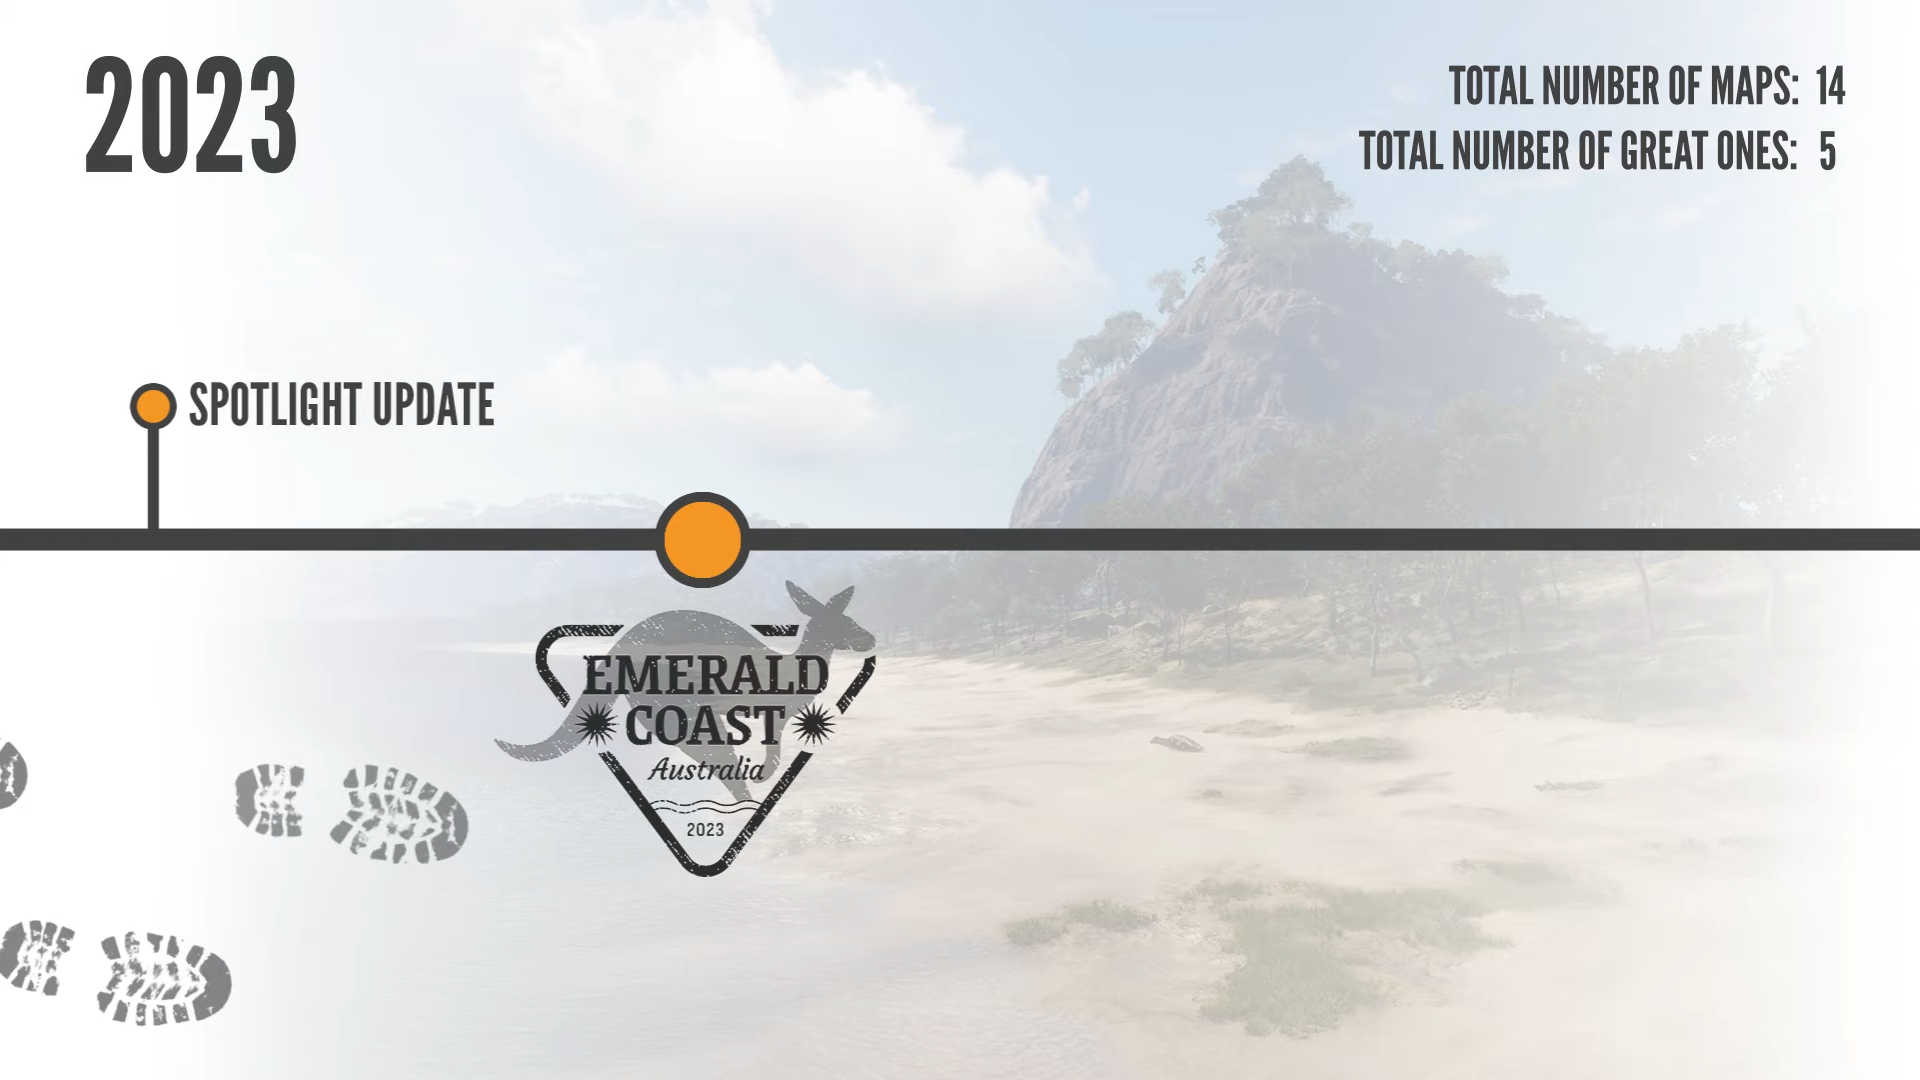 2023
TOTAL NUMBER OF MAPS: 14
TOTAL NUMBER OF GREAT ONES: 5
SPOTLIGHT UPDATE
EMERALD
COAST
Australia
2023